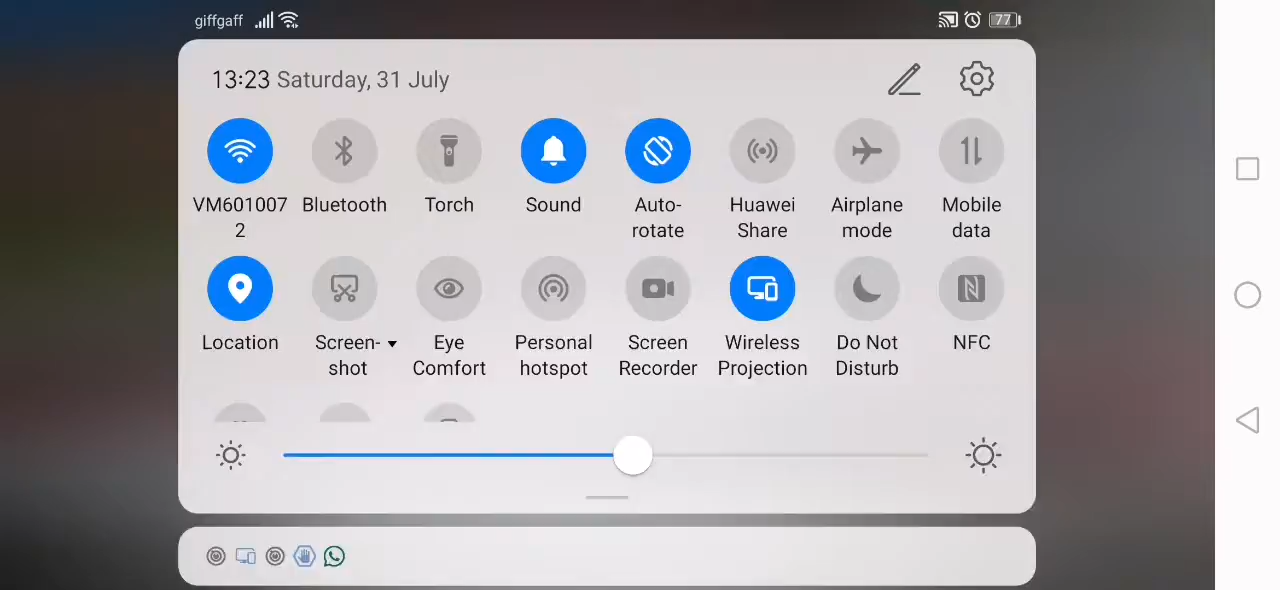 giffgaff
77
13:23 Saturday, 31 July
VM601007
2
Bluetooth
Torch
Sound
Auto-
rotate
Huawei
Share
Airplane
mode
Mobile
data
Location
Screen-
shot
Eye
Comfort
Personal
hotspot
Screen
Recorder
Wireless
Projection
Do Not
Disturb
NFC